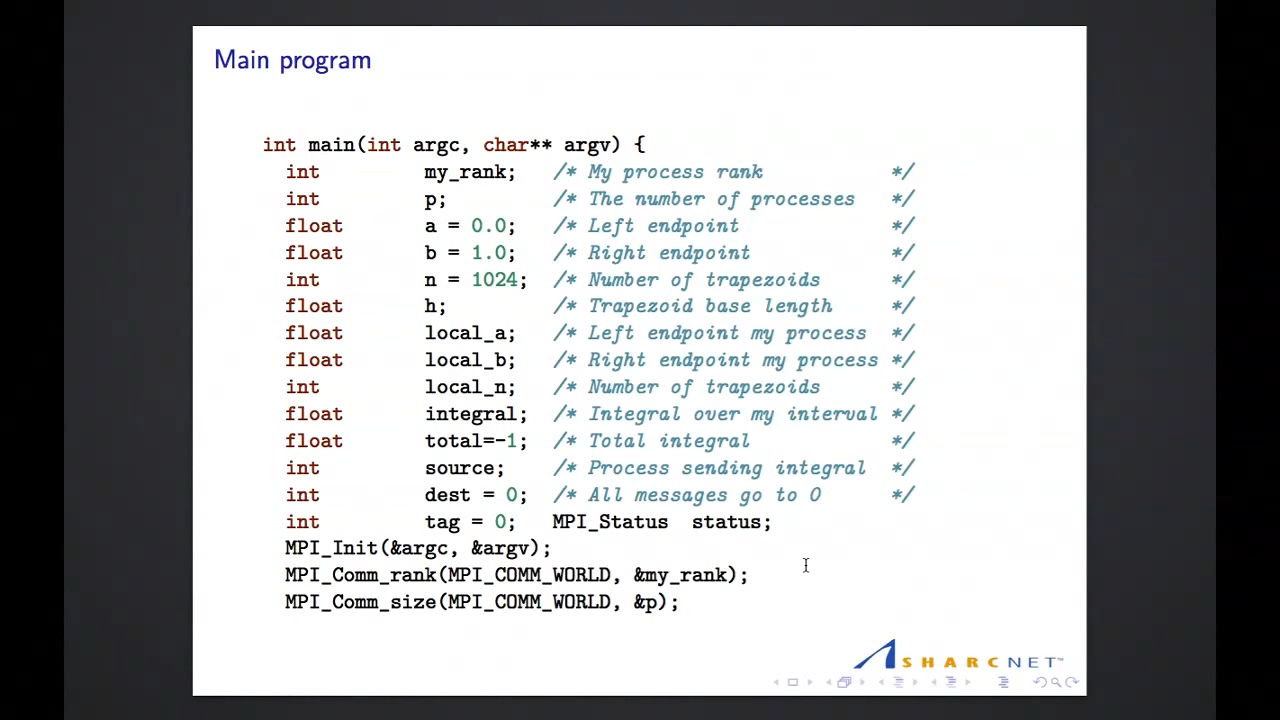 Main program
int main(int argc, char** argv) {
int my_rank; /* My process rank */
int p; /* The number of processes */
float a = 0.0; /* Left endpoint */
float b = 1.0; /* Right endpoint */
int n = 1024; /* Number of trapezoids */
float h; /* Trapezoid base length */
float local_a; /* Left endpoint my process */
float local_b; /* Right endpoint my process */
int local_n; /* Number of trapezoids */
float integral; /* Integral over my interval */
float total=-1; /* Total integral */
int source; /* Process sending integral */
int dest = 0; /* All messages go to 0 */
int tag = 0; MPI_Status status;
MPI_Init(&argc, &argv);
MPI_Comm_rank(MPI_COMM_WORLD, &my_rank);
MPI_Comm_size(MPI_COMM_WORLD, &p);
SHARCNET™